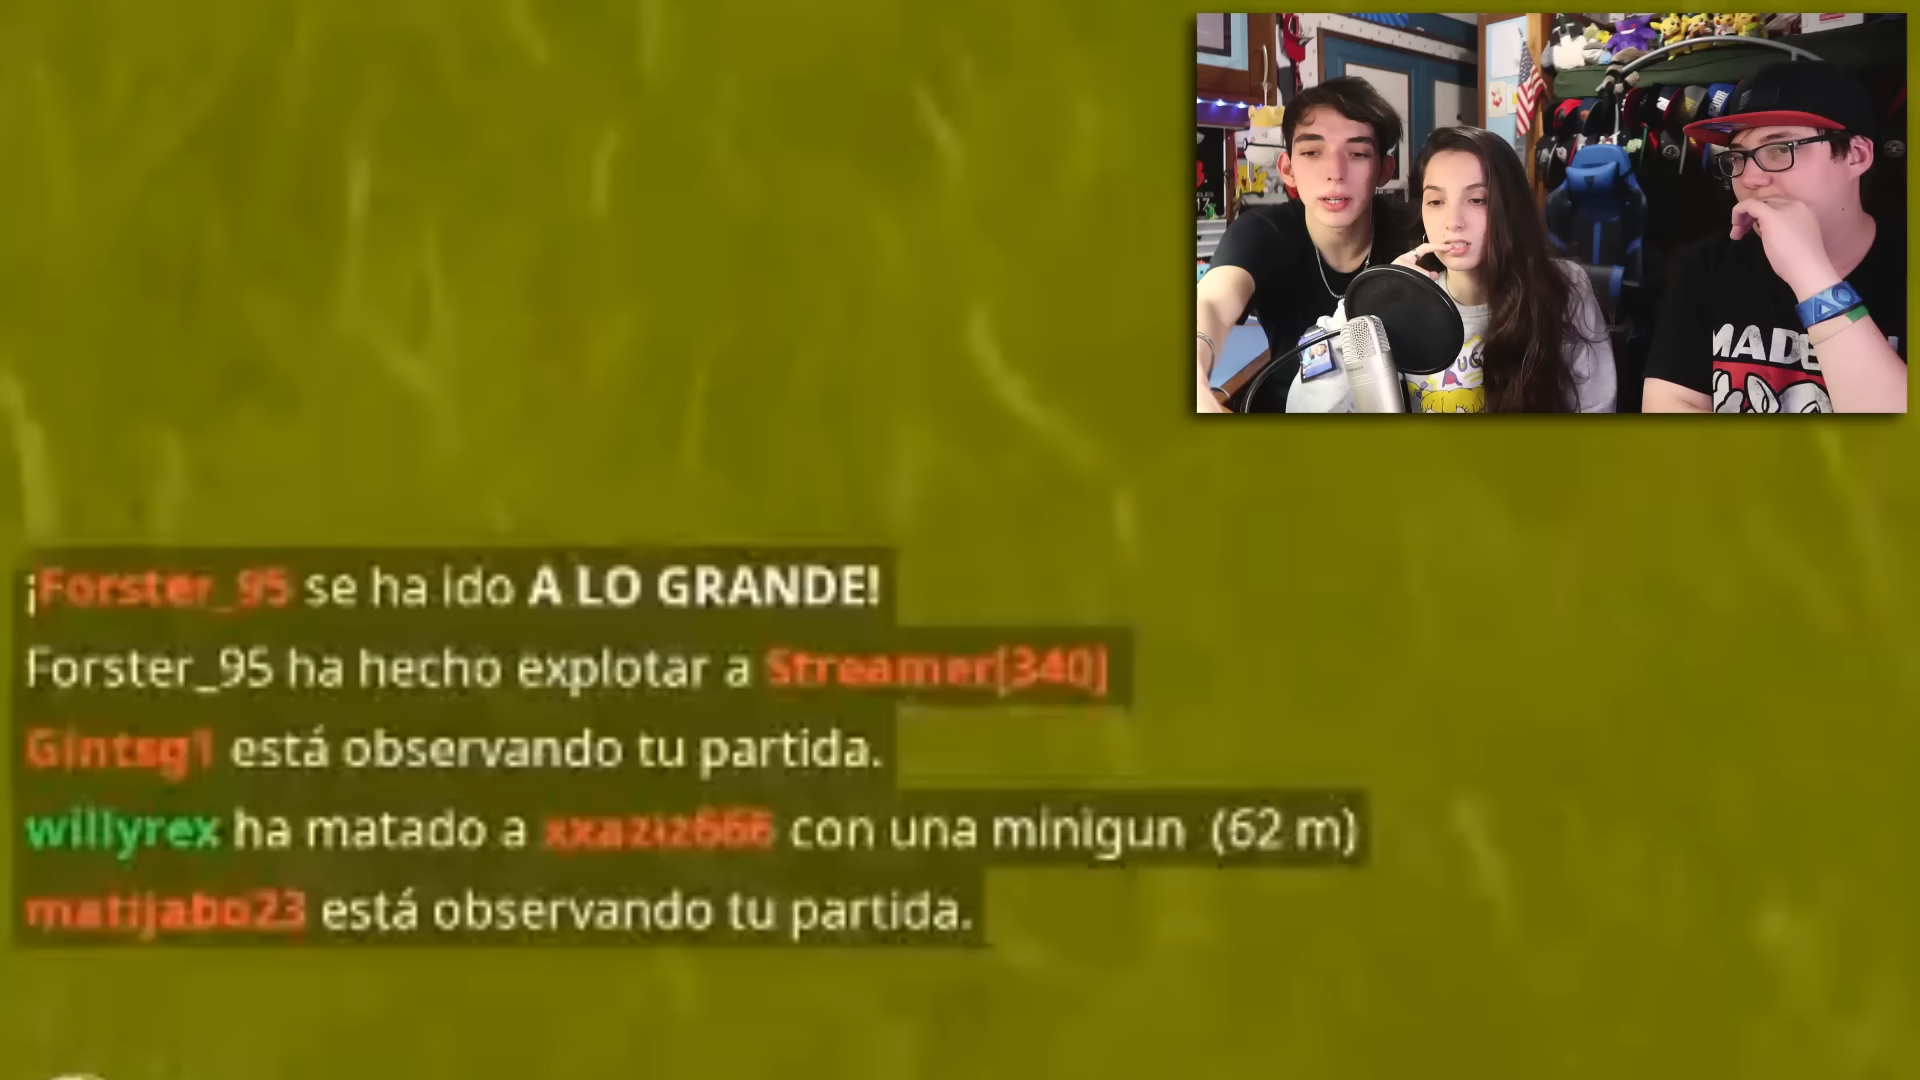 MADE
¡Forster_95 se ha ido A LO GRANDE!
Forster_95 ha hecho explotar a Streamer[340]
Gintsg1 está observando tu partida.
willyrex ha matado a xxaziz666 con una minigun (62 m)
matijabo23 está observando tu partida.